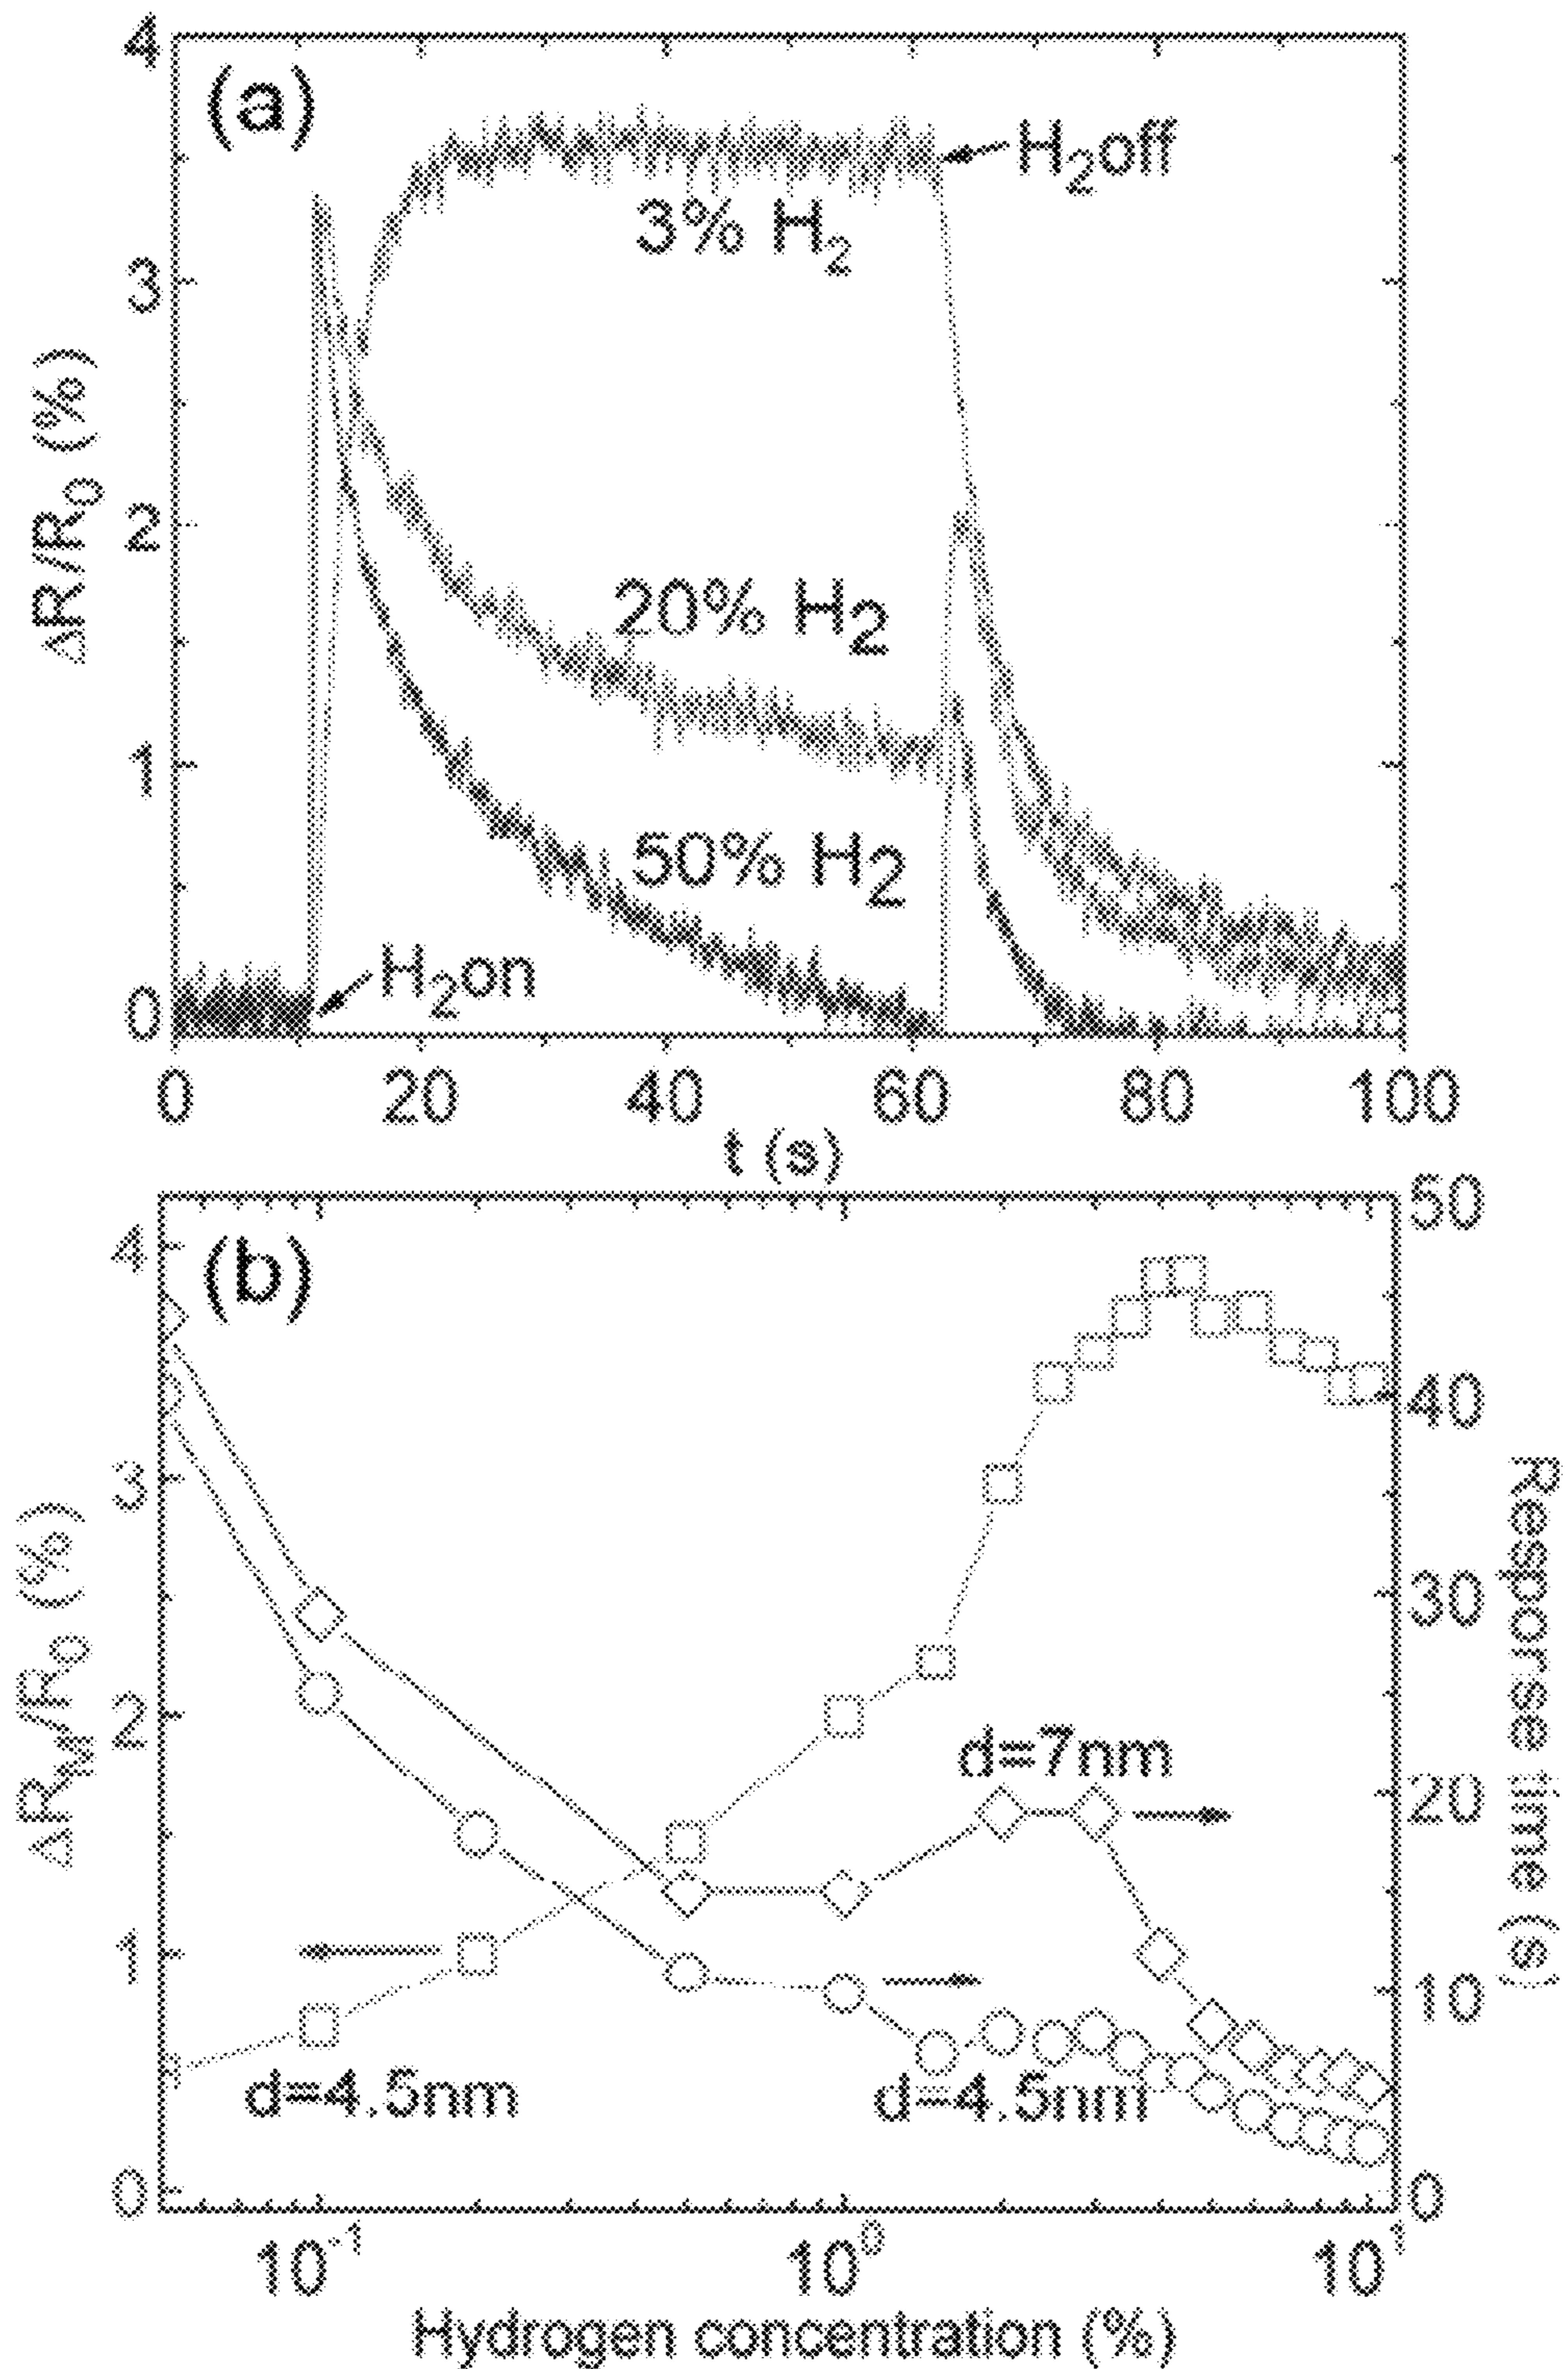 (a)
4
3
2
1
0
ΔR/R0 (%)
H2off
3% H2
20% H2
50% H2
H2on
0 20 40 60 80 100
t (s)
(b)
4
3
2
1
0
ΔRM/R0 (%)
50
40
30
20
10
0
Response time (s)
d=7nm
d=4.5nm
d=4.5nm
10-1 100 101
Hydrogen concentration (%)